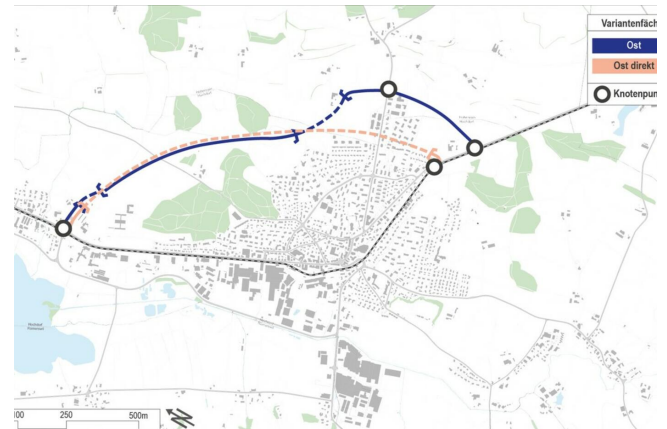 Variantenfäch
Ost
Ost direkt
Knotenpun
100
250
500m